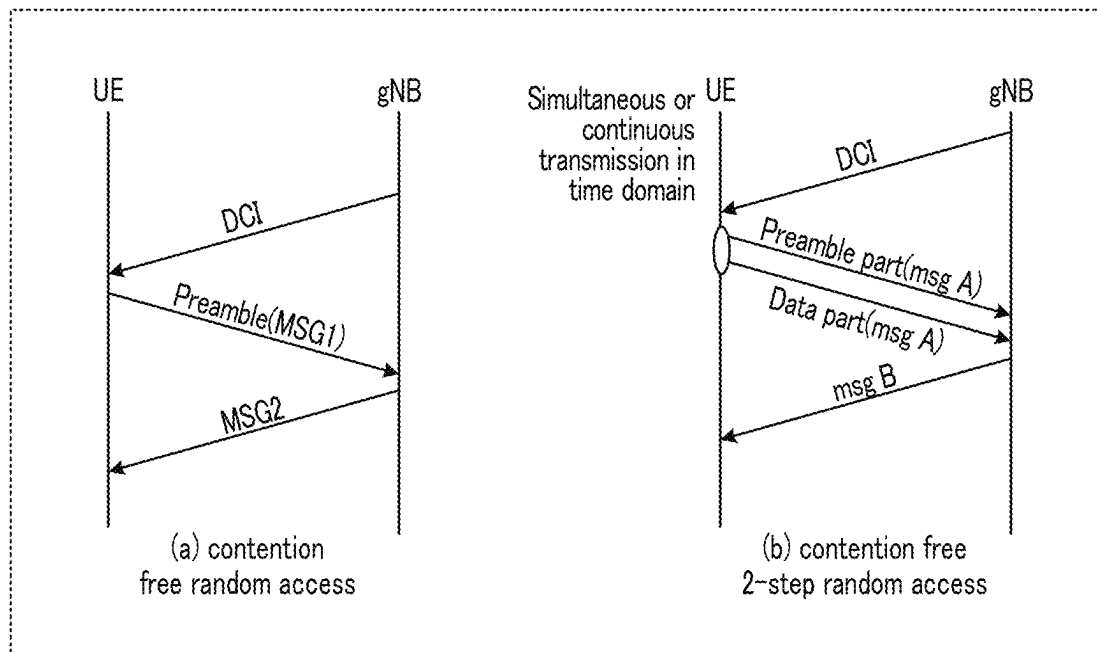 UE
gNB
DCI
Preamble(MSG1)
MSG2
(a) contention
free random access
Simultaneous or
continuous
transmission in
time domain
UE
gNB
DCI
Preamble part(msg A)
Data part(msg A)
msg B
(b) contention free
2-step random access